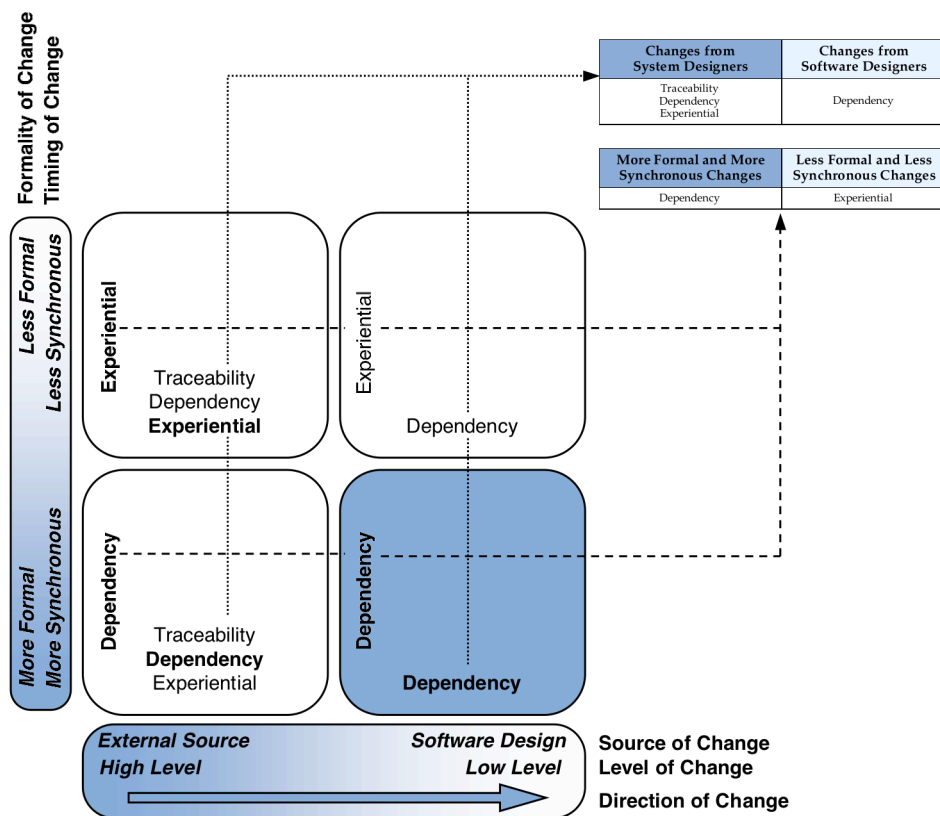 Formality of Change
Timing of Change
Changes from
System Designers
Changes from
Software Designers
Traceability
Dependency
Experiential
Dependency
More Formal and More
Synchronous Changes
Less Formal and Less
Synchronous Changes
Dependency
Experiential
Less Formal
Less Synchronous
More Formal
More Synchronous
Experiential
Traceability
Dependency
Experiential
Experiential
Dependency
Dependency
Traceability
Dependency
Experiential
Dependency
Dependency
External Source
High Level
Software Design
Low Level
Source of Change
Level of Change
Direction of Change